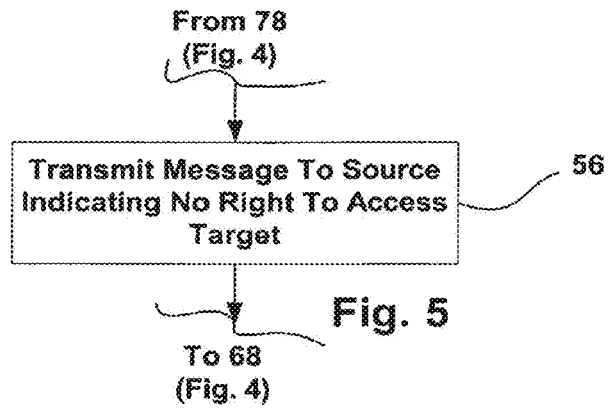 From 78
(Fig. 4)
Transmit Message To Source
Indicating No Right To Access
Target
56
Fig. 5
To 68
(Fig. 4)